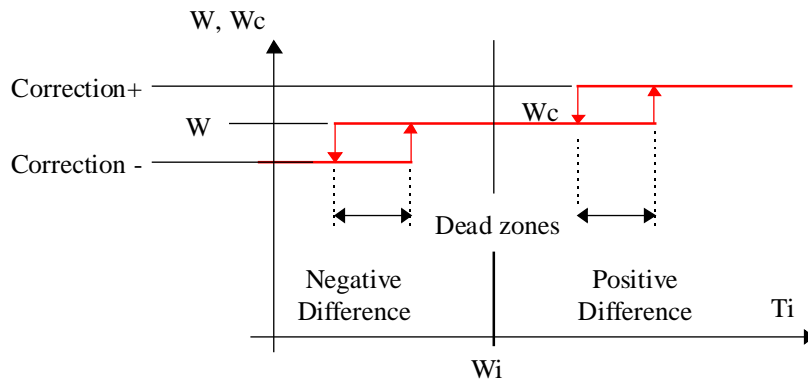 W, Wc
Correction+
W
Wc
Correction -
Dead zones
Negative
Difference
Positive
Difference
Ti
Wi